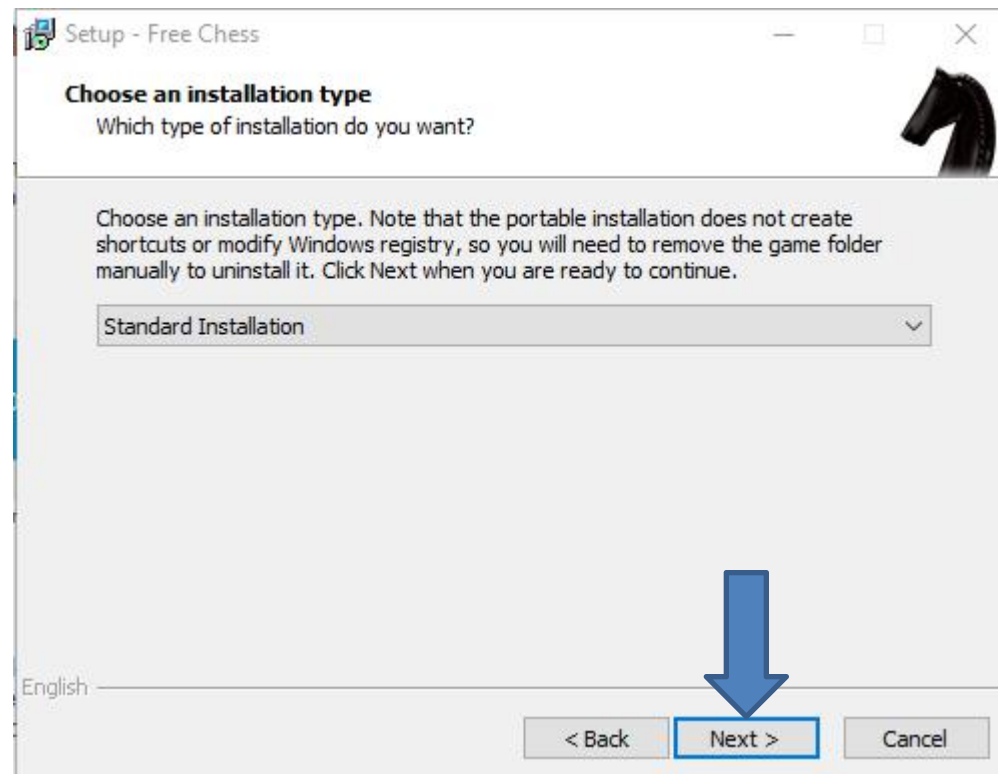 Setup - Free Chess
Choose an installation type
Which type of installation do you want?
Choose an installation type. Note that the portable installation does not create
shortcuts or modify Windows registry, so you will need to remove the game folder
manually to uninstall it. Click Next when you are ready to continue.
Standard Installation
English
< Back Next > Cancel